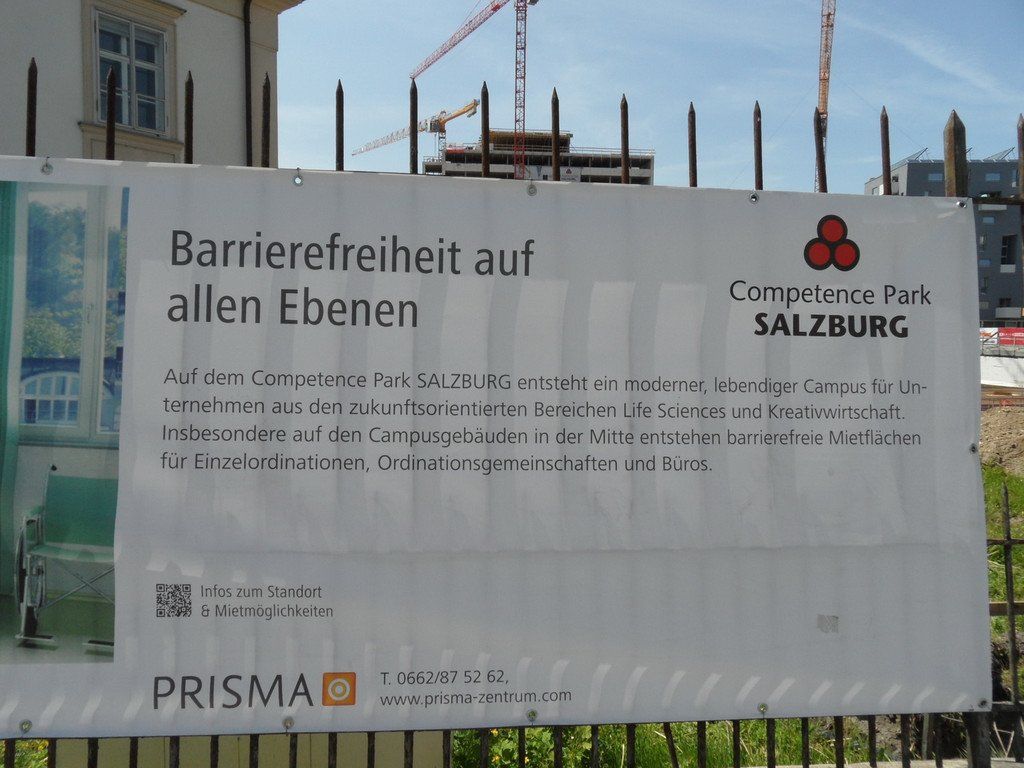 Barrierefreiheit auf
allen Ebenen
Competence Park
SALZBURG
Auf dem Competence Park SALZBURG entsteht ein moderner, lebendiger Campus für Un-
ternehmen aus den zukunftsorientierten Bereichen Life Sciences und Kreativwirtschaft.
Insbesondere auf den Campusgebäuden in der Mitte entstehen barrierefreie Mietflächen
für Einzelordinationen, Ordinationsgemeinschaften und Büros.
Infos zum Standort
& Mietmöglichkeiten
PRISMA
T. 0662/87 52 62,
www.prisma-zentrum.com